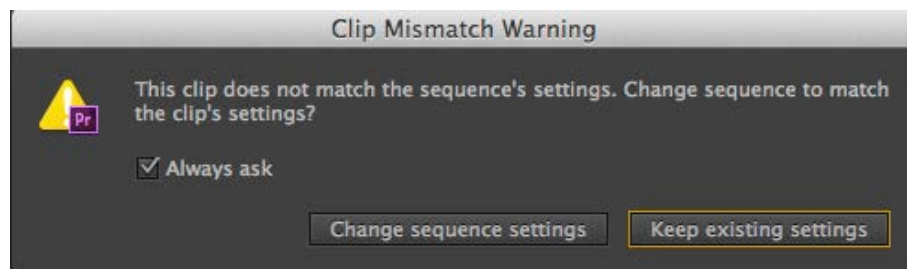 Clip Mismatch Warning
This clip does not match the sequence's settings. Change sequence to match
the clip's settings?
Pr
Always ask
Change sequence settings
Keep existing settings